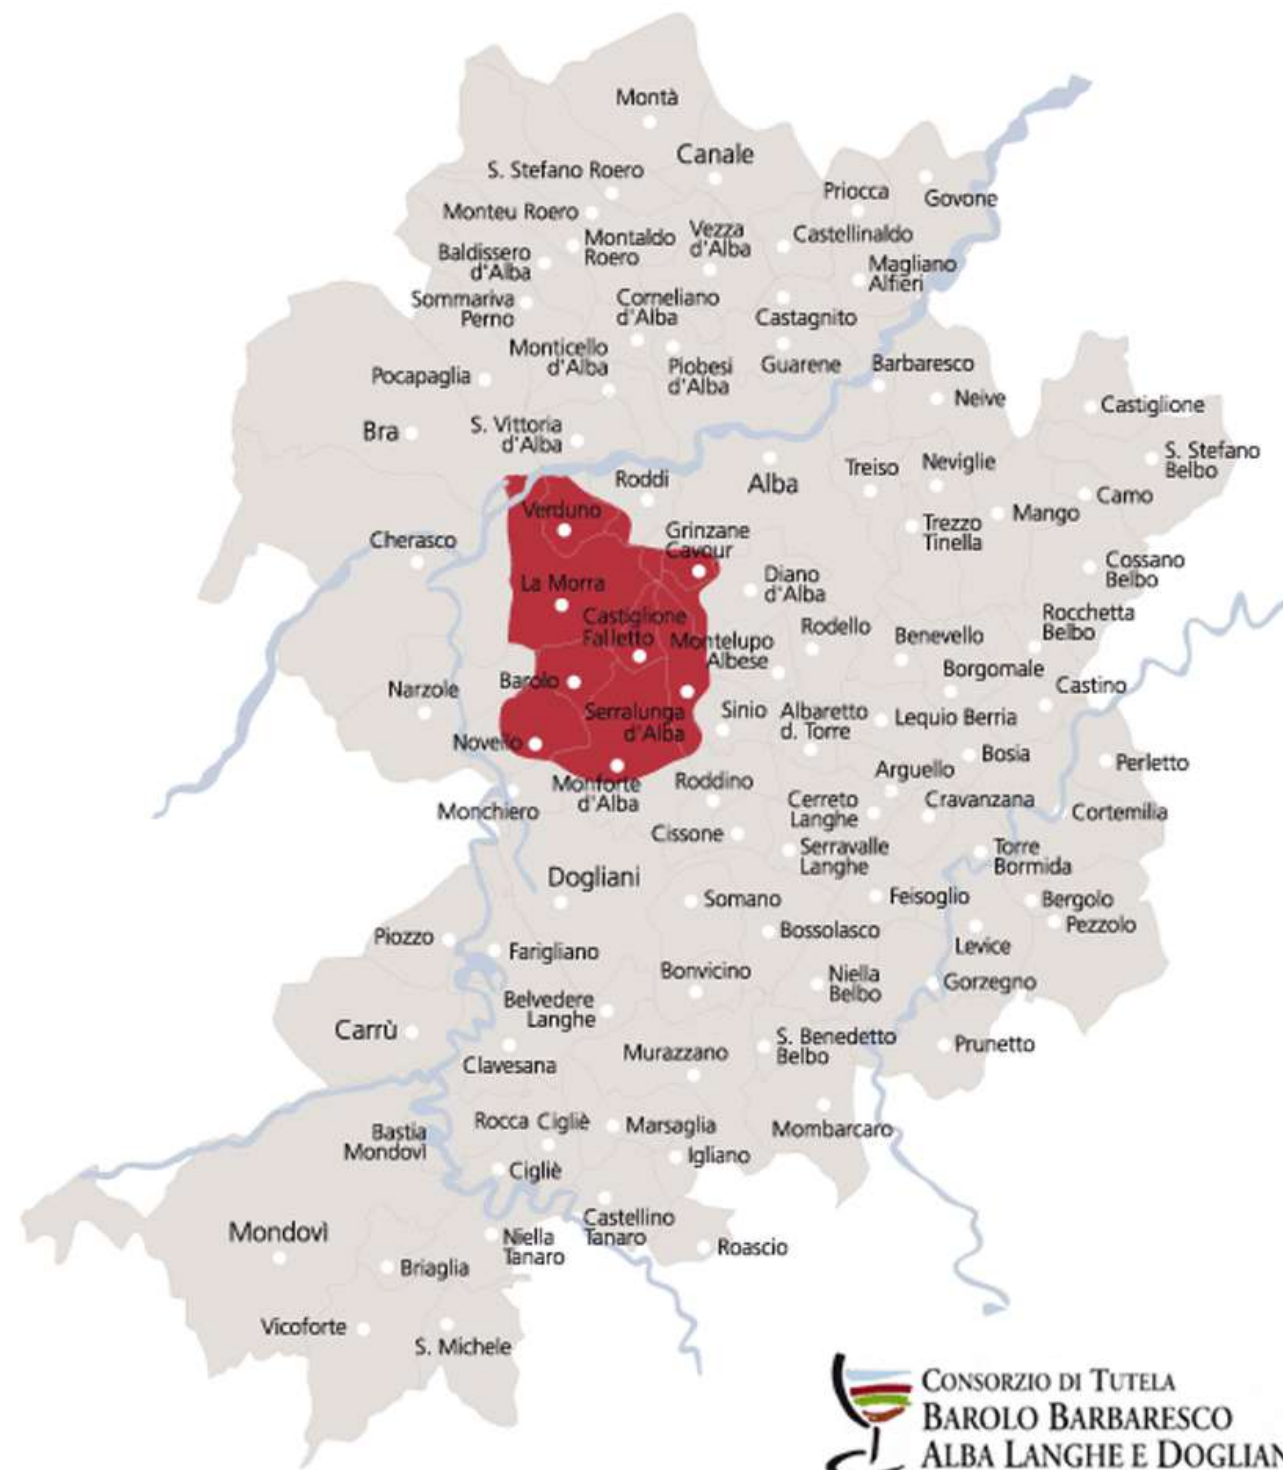 Montà
Canale
S. Stefano Roero
Priocca
Govone
Monteu Roero
Montaldo
Roero
Vezza
d'Alba
Castellinaldo
Baldissero
d'Alba
Magliano
Alfieri
Sommariva
Perno
Corneliano
d'Alba
Castagnito
Monticello
d'Alba
Piobesi
d'Alba
Guarene
Barbaresco
Pocapaglia
Neive
Castiglione
Bra
S. Vittoria
d'Alba
S. Stefano
Belbo
Roddi
Alba
Treiso
Neviglie
Camo
Verduno
Mango
Trezzo
Tinella
Grinzane
Cavour
Cherasco
Cossano
Belbo
La Morra
Diano
d'Alba
Castiglione
Falletto
Rodello
Benevello
Rocchetta
Belbo
Montelupo
Albese
Borgomale
Barolo
Castino
Narzole
Serralunga
d'Alba
Sinio
Albaretto
d. Torre
Lequio Berria
Novello
Bosia
Perletto
Monforte
d'Alba
Roddino
Arguello
Monchiero
Cerreto
Langhe
Cravanzana
Cortemilia
Cissone
Serravalle
Langhe
Torre
Bormida
Dogliani
Somano
Feisoglio
Bergolo
Pezzolo
Piozzo
Farigliano
Bossolasco
Levice
Bonvicino
Niella
Belbo
Gorzegno
Belvedere
Langhe
Carrù
S. Benedetto
Belbo
Prunetto
Clavesana
Murazzano
Rocca Cigliè
Marsaglia
Mombarcaro
Bastia
Mondovì
Igliano
Cigliè
Castellino
Tanaro
Mondovì
Niella
Tanaro
Roascio
Briaglia
Vicoforte
S. Michele
CONSORZIO DI TUTELA
BAROLO BARBARESCO
ALBA LANGHE E DOGLIAN